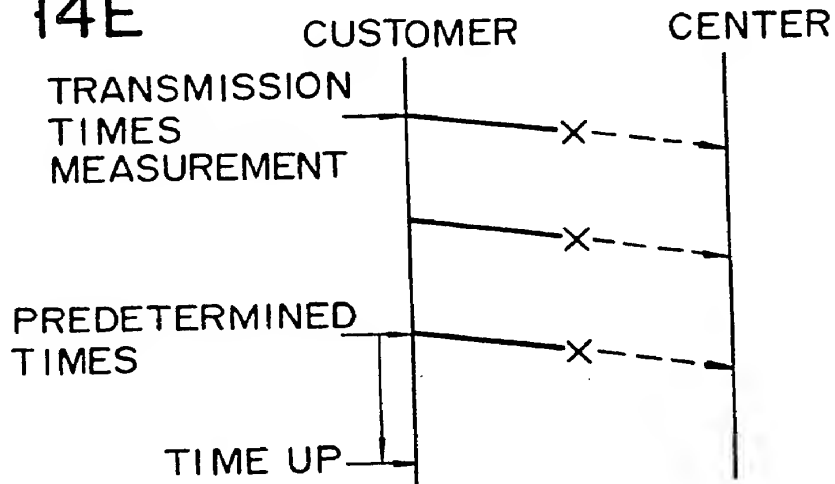 14E
CUSTOMER
CENTER
TRANSMISSION
TIMES
MEASUREMENT
PREDETERMINED
TIMES
TIME UP